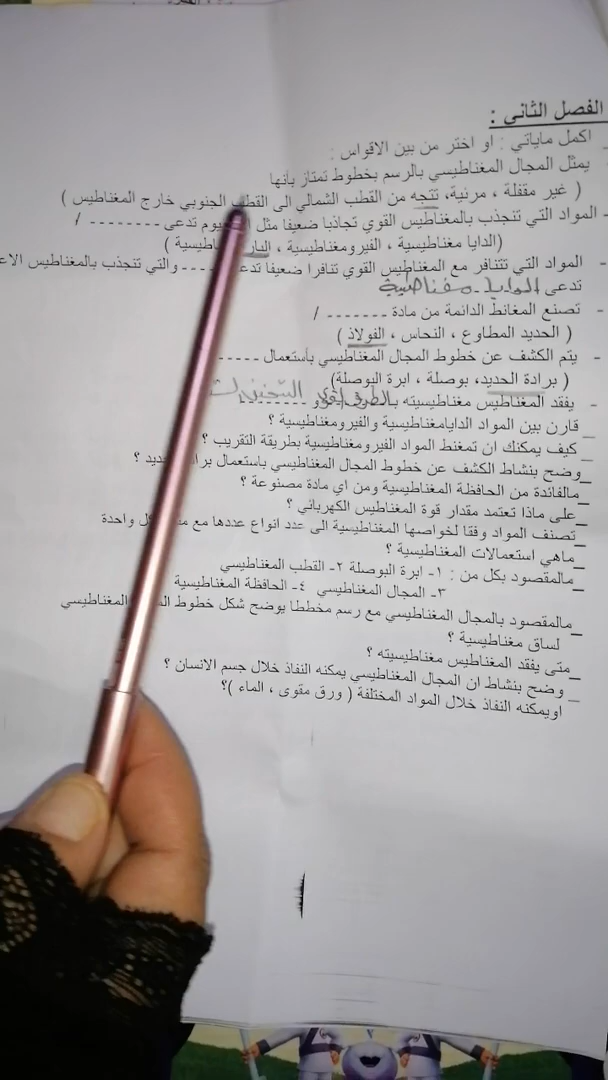 الفصل الثاني :
اكمل ماياتي : او اختر من بين الاقواس :
يمثل المجال المغناطيسي بالرسم بخطوط تمتاز بأنها
( غير مقفلة ، مرئية، تتجه من القطب الشمالي الى القطب الجنوبي خارج المغناطيس )
- المواد التي تنجذب بالمغناطيس القوي تجاذبا ضعيفا مثل تدعى -------- /
(الدايا مغناطيسية ، الفيرومغناطيسية ، )
- المواد التي تتنافر مع المغناطيس القوي تنافرا ضعيفا ---- والتي تنجذب بالمغناطيس
تدعى الدايا مغناطيسية
- تصنع المغانط الدائمة من مادة ------- /
( الحديد المطاوع ، النحاس ، الفولاذ )
- يتم الكشف عن خطوط المجال المغناطيسي بأستعمال -----
( برادة الحديد، بوصلة ، ابرة البوصلة)
- يفقد المغناطيس مغناطيسيته بالطرق و
قارن بين المواد الدايامغناطيسية والفيرومغناطيسية ؟
كيف يمكنك ان تمغنط المواد الفيرومغناطيسية بطريقة التقريب ؟
وضح بنشاط الكشف عن خطوط المجال المغناطيسي باستعمال
مالفائدة من الحافظة المغناطيسية ومن اي مادة مصنوعة ؟
على ماذا تعتمد مقدار قوة المغناطيس الكهربائي ؟
تصنف المواد وفقا لخواصها المغناطيسية الى عدد انواع عددها مع واحدة
ماهي استعمالات المغناطيسية ؟
مالمقصود بكل من : ١- ابرة البوصلة ٢- القطب المغناطيسي
٣- المجال المغناطيسي ٤- الحافظة المغناطيسية
مالمقصود بالمجال المغناطيسي مع رسم مخططا يوضح شكل خطوط المغناطيسي
لساق مغناطيسية ؟
متى يفقد المغناطيس مغناطيسيته ؟
وضح بنشاط ان المجال المغناطيسي يمكنه النفاذ خلال جسم الانسان ؟
اويمكنه النفاذ خلال المواد المختلفة ( ورق مقوى ، الماء )؟